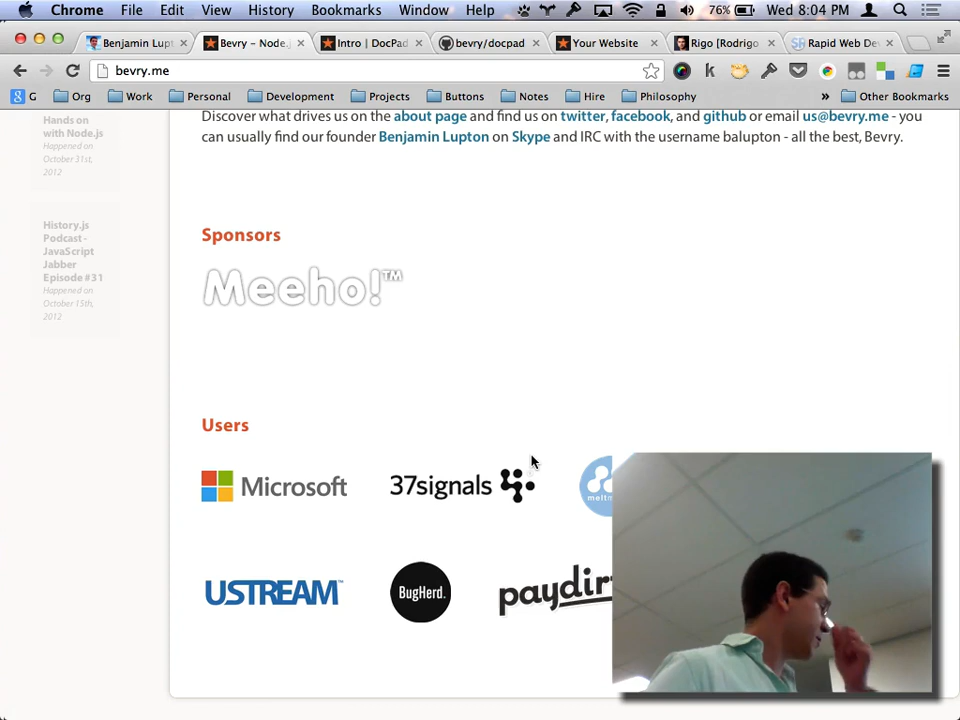 Chrome File Edit View History Bookmarks Window Help 76% Wed 8:04 PM
Benjamin Lupt Bevry – Node.j Intro | DocPad bevry/docpad Your Website Rigo [Rodrigo Rapid Web De
bevry.me
G Org Work Personal Development Projects Buttons Notes Hire Philosophy » Other Bookmarks
Hands on
with Node.js
Happened on
October 31st,
2012
History.js
Podcast -
JavaScript
Jabber
Episode #31
Happened on
October 15th,
2012
Discover what drives us on the about page and find us on twitter, facebook, and github or email us@bevry.me - you
can usually find our founder Benjamin Lupton on Skype and IRC with the username balupton - all the best, Bevry.
Sponsors
Meeho!™
Users
Microsoft 37signals
USTREAM™ BugHerd. paydir